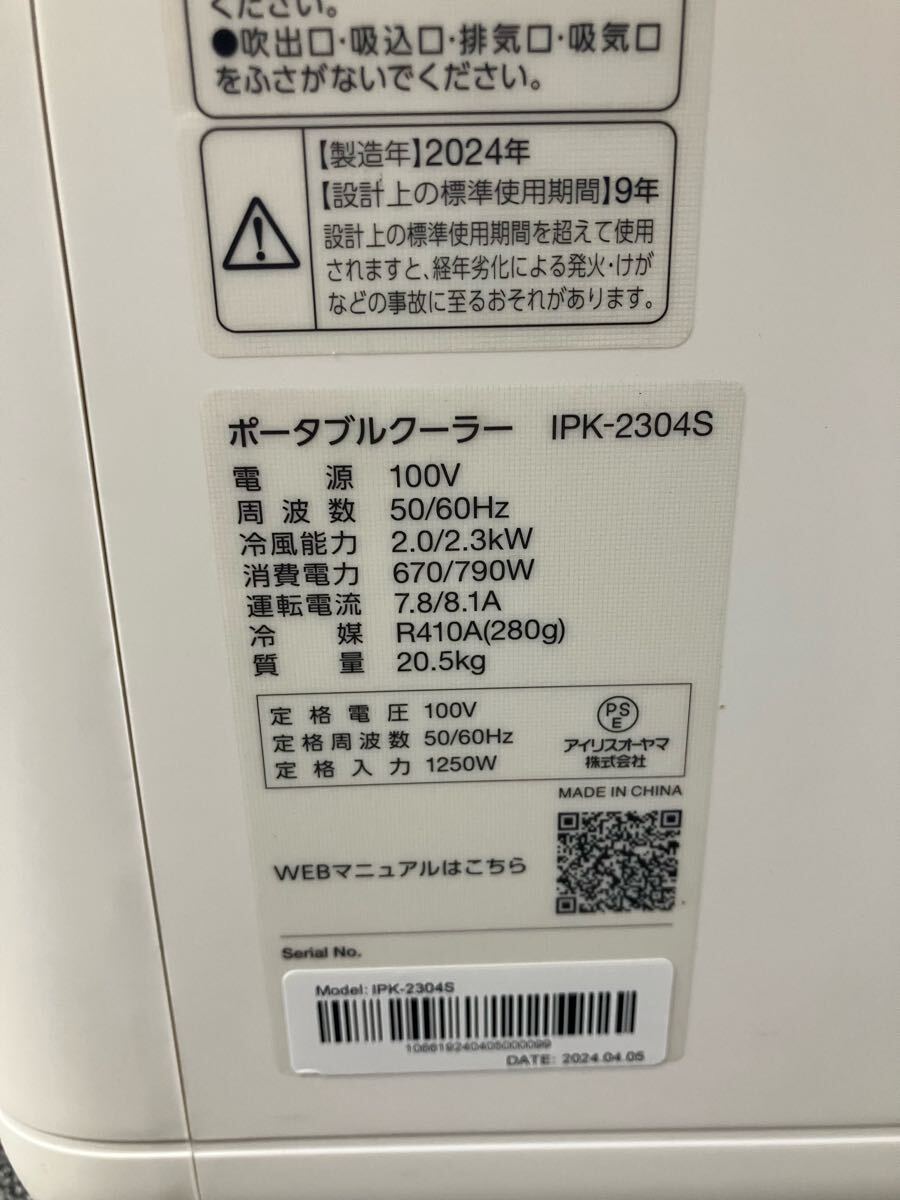 ください。
●吹出口・吸込口・排気口・吸気口
をふさがないでください。
【製造年】2024年
【設計上の標準使用期間】9年
設計上の標準使用期間を超えて使用
されますと、経年劣化による発火・けが
などの事故に至るおそれがあります。
ポータブルクーラー IPK-2304S
電源 100V
周波数 50/60Hz
冷風能力 2.0/2.3kW
消費電力 670/790W
運転電流 7.8/8.1A
冷媒 R410A(280g)
質量 20.5kg
定格電圧 100V
定格周波数 50/60Hz
定格入力 1250W
PSE
アイリスオーヤマ
株式会社
MADE IN CHINA
WEBマニュアルはこちら
Serial No.
Model: IPK-2304S
DATE: 2024.04.05